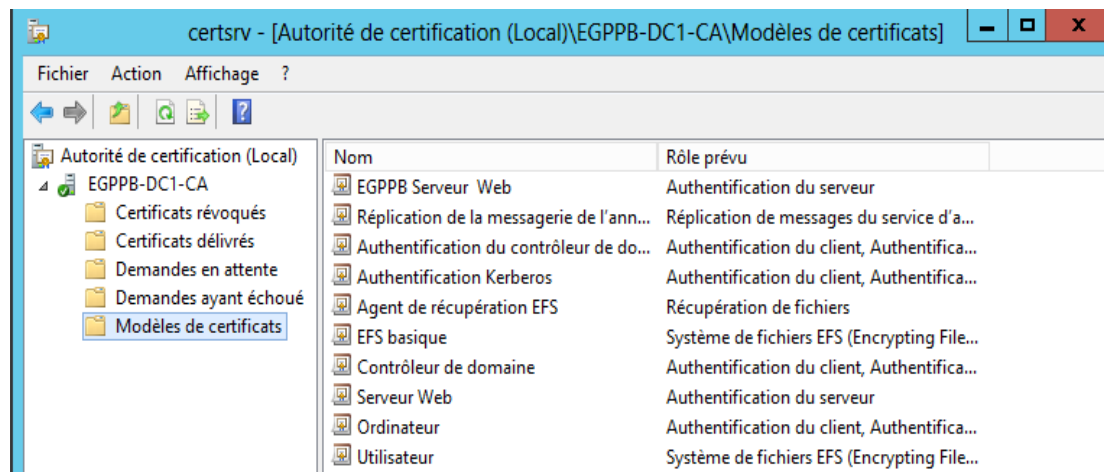 certsrv - [Autorité de certification (Local)\EGPPB-DC1-CA\Modèles de certificats]
Fichier Action Affichage ?
Autorité de certification (Local)
EGPPB-DC1-CA
Certificats révoqués
Certificats délivrés
Demandes en attente
Demandes ayant échoué
Modèles de certificats
Nom Rôle prévu
EGPPB Serveur Web Authentification du serveur
Réplication de la messagerie de l'ann... Réplication de messages du service d'a...
Authentification du contrôleur de do... Authentification du client, Authentifica...
Authentification Kerberos Authentification du client, Authentifica...
Agent de récupération EFS Récupération de fichiers
EFS basique Système de fichiers EFS (Encrypting File...
Contrôleur de domaine Authentification du client, Authentifica...
Serveur Web Authentification du serveur
Ordinateur Authentification du client, Authentifica...
Utilisateur Système de fichiers EFS (Encrypting File...